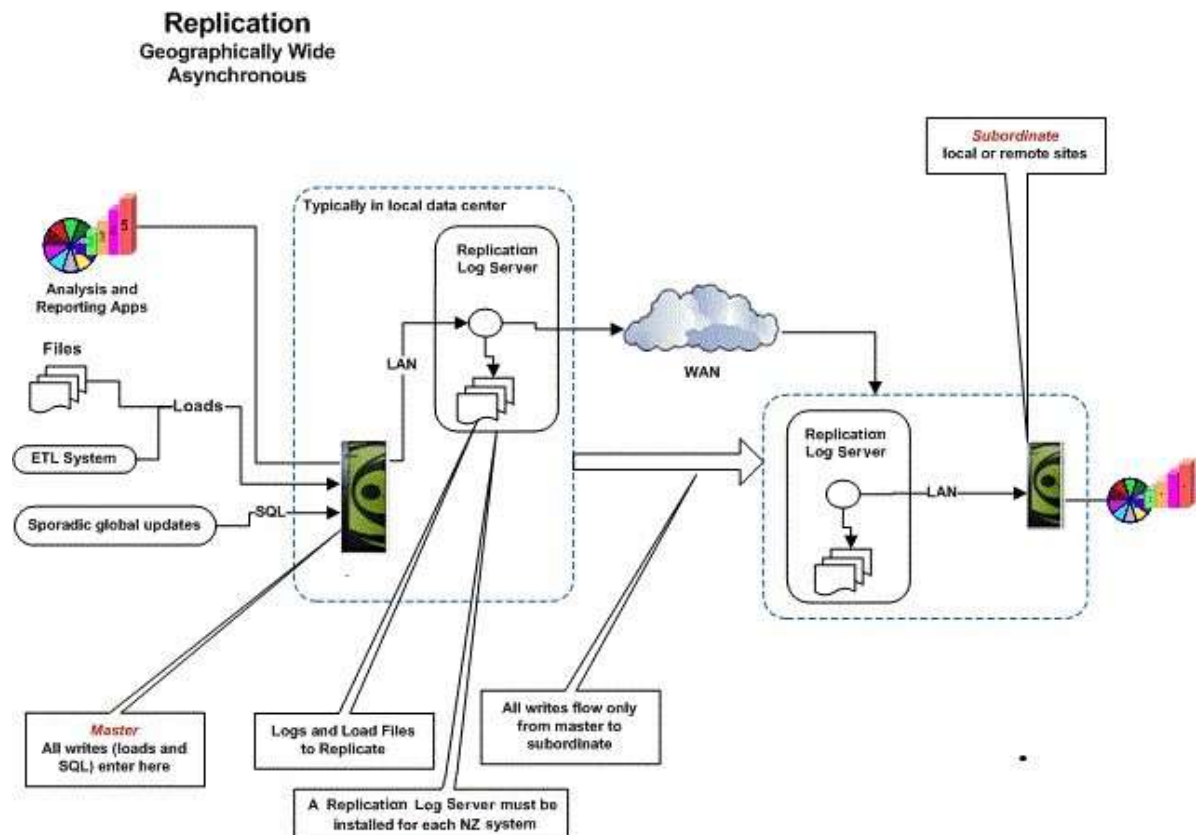 Replication
Geographically Wide
Asynchronous
Subordinate
local or remote sites
Typically in local data center
Replication
Log Server
5
Analysis and
Reporting Apps
Files
LAN
WAN
Loads
ETL System
Replication
Log Server
LAN
Sporadic global updates
SQL
Master
All writes (loads and
SQL) enter here
Logs and Load Files
to Replicate
All writes flow only
from master to
subordinate
A Replication Log Server must be
installed for each NZ system